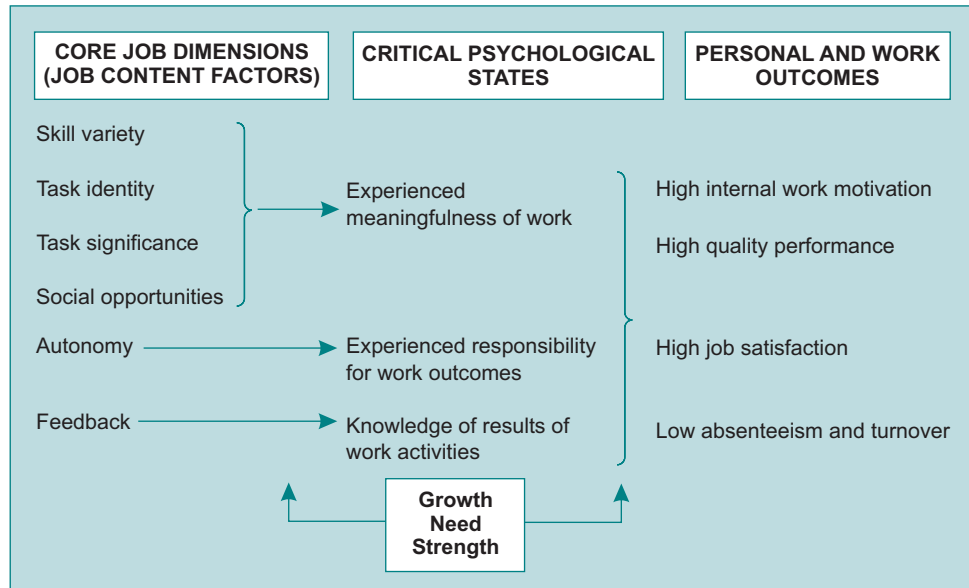 CORE JOB DIMENSIONS
(JOB CONTENT FACTORS)
CRITICAL PSYCHOLOGICAL
STATES
PERSONAL AND WORK
OUTCOMES
Skill variety
Task identity
Task significance
Social opportunities
Autonomy
Feedback
Experienced
meaningfulness of work
Experienced responsibility
for work outcomes
Knowledge of results of
work activities
High internal work motivation
High quality performance
High job satisfaction
Low absenteeism and turnover
Growth
Need
Strength